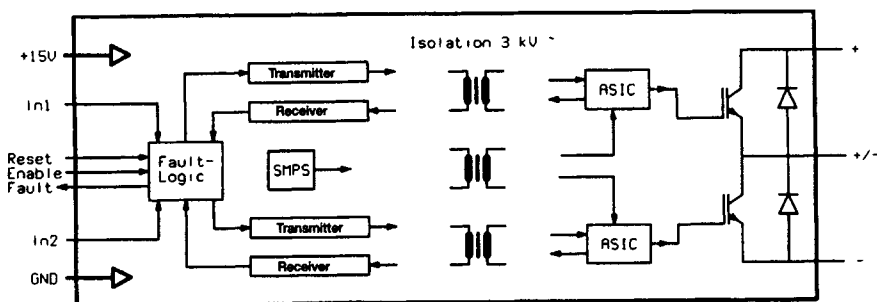 Isolation 3 kV ~
+15V
Transmitter
+
ASIC
In1
Receiver
Reset
Enable
Fault
Fault-
Logic
SMPS
+/-
In2
Transmitter
ASIC
Receiver
GND
-